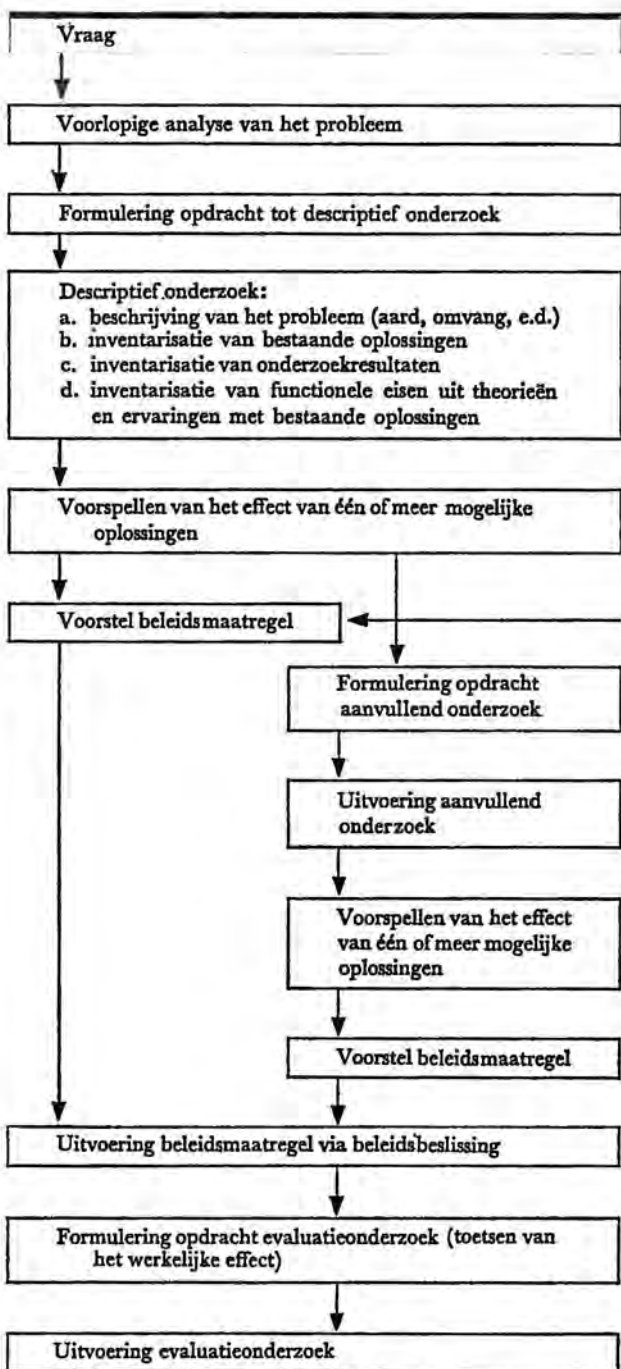 Vraag
Voorlopige analyse van het probleem
Formulering opdracht tot descriptief onderzoek
Descriptief onderzoek:
a. beschrijving van het probleem (aard, omvang, e.d.)
b. inventarisatie van bestaande oplossingen
c. inventarisatie van onderzoekresultaten
d. inventarisatie van functionele eisen uit theorieën
en ervaringen met bestaande oplossingen
Voorspellen van het effect van één of meer mogelijke
oplossingen
Voorstel beleidsmaatregel
Formulering opdracht
aanvullend onderzoek
Uitvoering aanvullend
onderzoek
Voorspellen van het effect
van één of meer mogelijke
oplossingen
Voorstel beleidsmaatregel
Uitvoering beleidsmaatregel via beleidsbeslissing
Formulering opdracht evaluatieonderzoek (toetsen van
het werkelijke effect)
Uitvoering evaluatieonderzoek